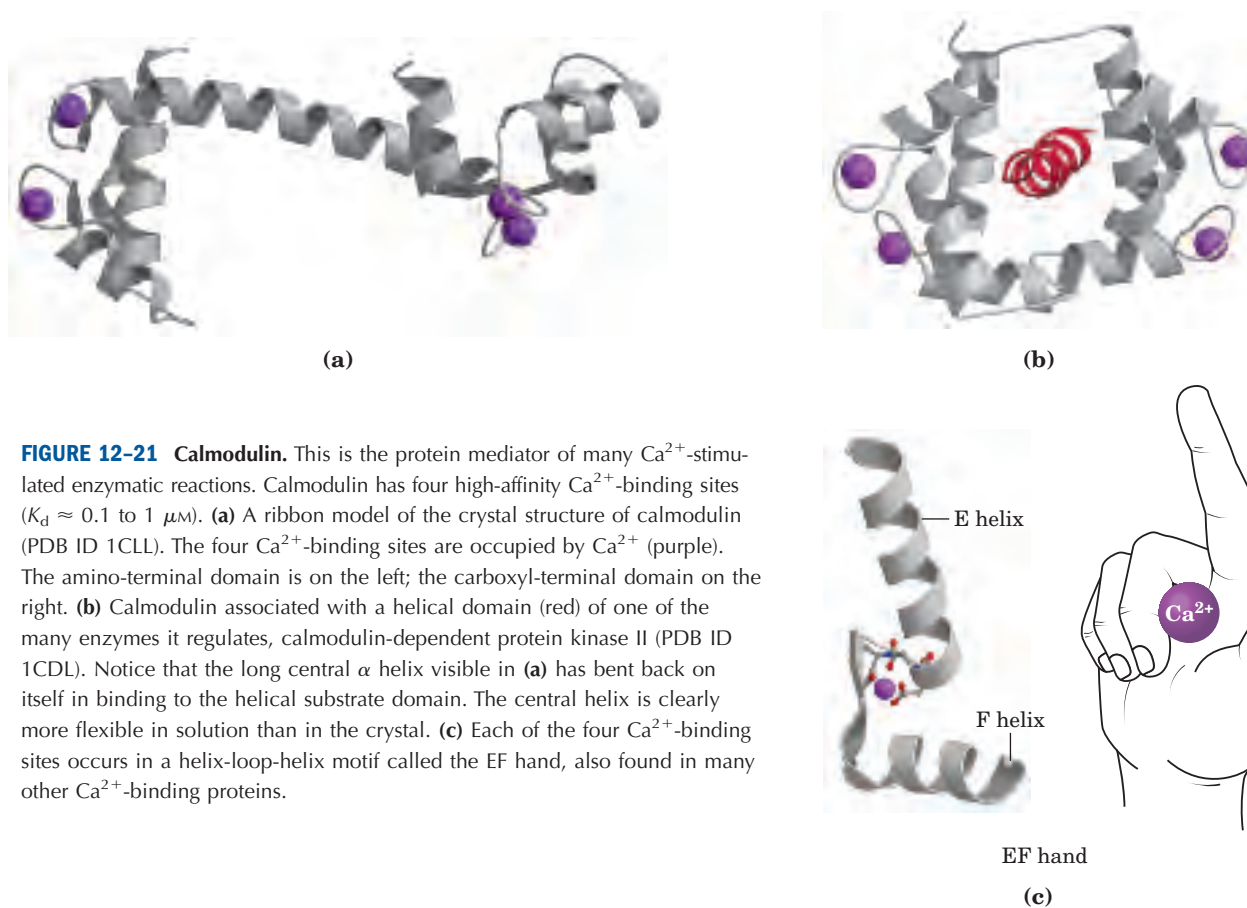 (a)
(b)
FIGURE 12–21 Calmodulin. This is the protein mediator of many Ca²⁺-stimu-
lated enzymatic reactions. Calmodulin has four high-affinity Ca²⁺-binding sites
(Kd ≈ 0.1 to 1 μM). (a) A ribbon model of the crystal structure of calmodulin
(PDB ID 1CLL). The four Ca²⁺-binding sites are occupied by Ca²⁺ (purple).
The amino-terminal domain is on the left; the carboxyl-terminal domain on the
right. (b) Calmodulin associated with a helical domain (red) of one of the
many enzymes it regulates, calmodulin-dependent protein kinase II (PDB ID
1CDL). Notice that the long central α helix visible in (a) has bent back on
itself in binding to the helical substrate domain. The central helix is clearly
more flexible in solution than in the crystal. (c) Each of the four Ca²⁺-binding
sites occurs in a helix-loop-helix motif called the EF hand, also found in many
other Ca²⁺-binding proteins.
E helix
Ca²⁺
F helix
EF hand
(c)